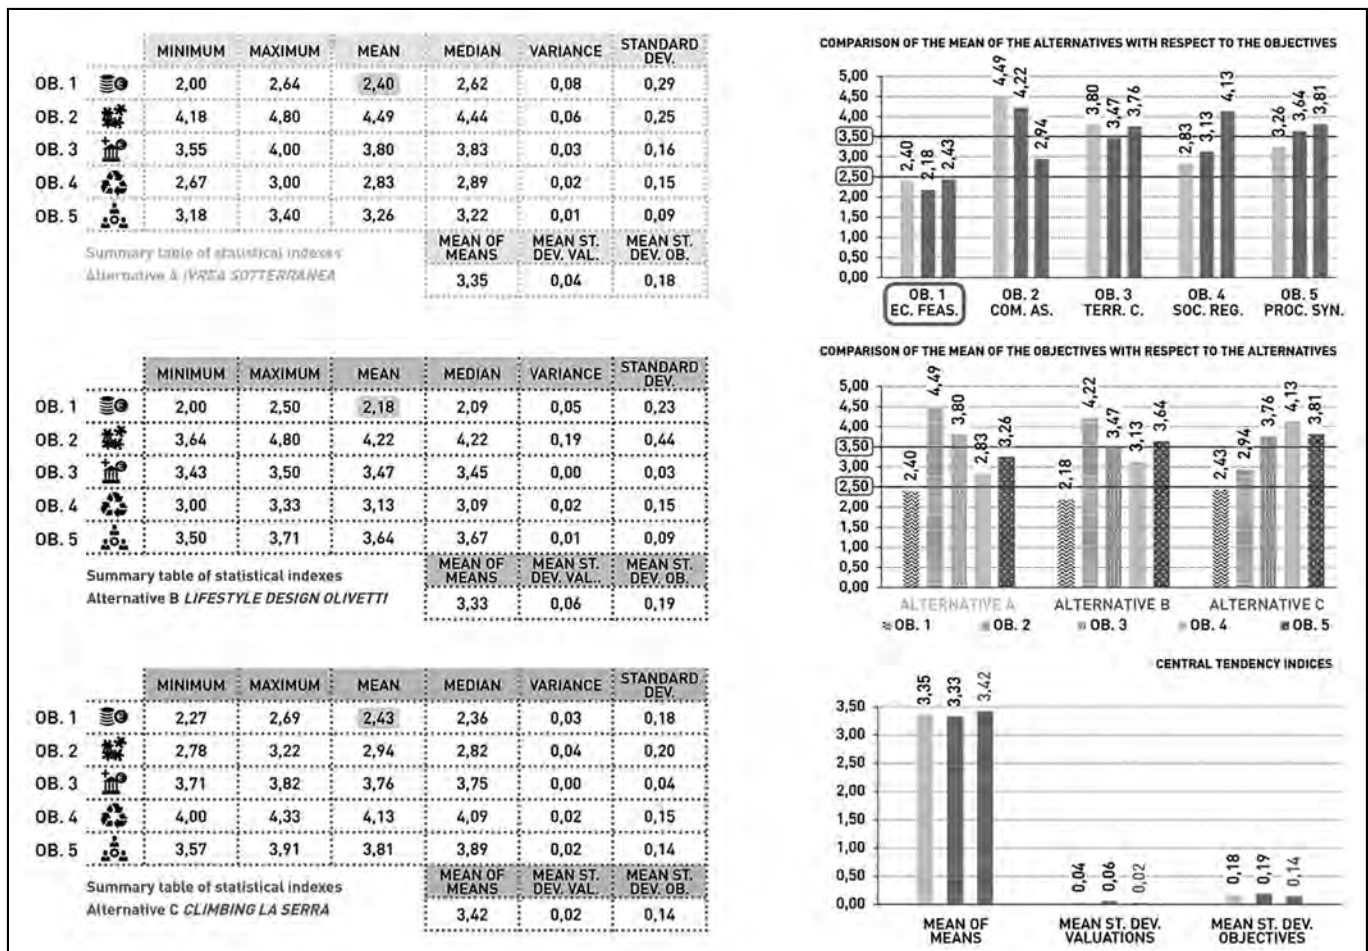 MINIMUM MAXIMUM MEAN MEDIAN VARIANCE STANDARD DEV.
OB. 1 2,00 2,64 2,40 2,62 0,08 0,29
OB. 2 4,18 4,80 4,49 4,44 0,06 0,25
OB. 3 3,55 4,00 3,80 3,83 0,03 0,16
OB. 4 2,67 3,00 2,83 2,89 0,02 0,15
OB. 5 3,18 3,40 3,26 3,22 0,01 0,09
Summary table of statistical indexes
Alternative A IVREA SOTTERRANEA
MEAN OF MEANS MEAN ST. DEV. VAL. MEAN ST. DEV. OB.
3,35 0,04 0,18
MINIMUM MAXIMUM MEAN MEDIAN VARIANCE STANDARD DEV.
OB. 1 2,00 2,50 2,18 2,09 0,05 0,23
OB. 2 3,64 4,80 4,22 4,22 0,19 0,44
OB. 3 3,43 3,50 3,47 3,45 0,00 0,03
OB. 4 3,00 3,33 3,13 3,09 0,02 0,15
OB. 5 3,50 3,71 3,64 3,67 0,01 0,09
Summary table of statistical indexes
Alternative B LIFESTYLE DESIGN OLIVETTI
MEAN OF MEANS MEAN ST. DEV. VAL.. MEAN ST. DEV. OB.
3,33 0,06 0,19
MINIMUM MAXIMUM MEAN MEDIAN VARIANCE STANDARD DEV.
OB. 1 2,27 2,69 2,43 2,36 0,03 0,18
OB. 2 2,78 3,22 2,94 2,82 0,04 0,20
OB. 3 3,71 3,82 3,76 3,75 0,00 0,04
OB. 4 4,00 4,33 4,13 4,09 0,02 0,15
OB. 5 3,57 3,91 3,81 3,89 0,02 0,14
Summary table of statistical indexes
Alternative C CLIMBING LA SERRA
MEAN OF MEANS MEAN ST. DEV. VAL. MEAN ST. DEV. OB.
3,42 0,02 0,14
COMPARISON OF THE MEAN OF THE ALTERNATIVES WITH RESPECT TO THE OBJECTIVES
5,00
4,50
4,00
3,50
3,00
2,50
2,00
1,50
1,00
0,50
0,00
2,40 2,18 2,43
4,49 4,22 2,94
3,80 3,47 3,76
2,83 3,13 4,13
3,26 3,64 3,81
OB. 1 OB. 2 OB. 3 OB. 4 OB. 5
EC. FEAS. COM. AS. TERR. C. SOC. REG. PROC. SYN.
COMPARISON OF THE MEAN OF THE OBJECTIVES WITH RESPECT TO THE ALTERNATIVES
5,00
4,50
4,00
3,50
3,00
2,50
2,00
1,50
1,00
0,50
0,00
2,40 4,49 3,80 2,83 3,26
2,18 4,22 3,47 3,13 3,64
2,43 2,94 3,76 4,13 3,81
ALTERNATIVE A ALTERNATIVE B ALTERNATIVE C
OB. 1 OB. 2 OB. 3 OB. 4 OB. 5
CENTRAL TENDENCY INDICES
3,50
3,00
2,50
2,00
1,50
1,00
0,50
0,00
3,35 3,33 3,42
0,04 0,06 0,02
0,18 0,19 0,14
MEAN OF MEAN ST. DEV. MEAN ST. DEV.
MEANS VALUATIONS OBJECTIVES